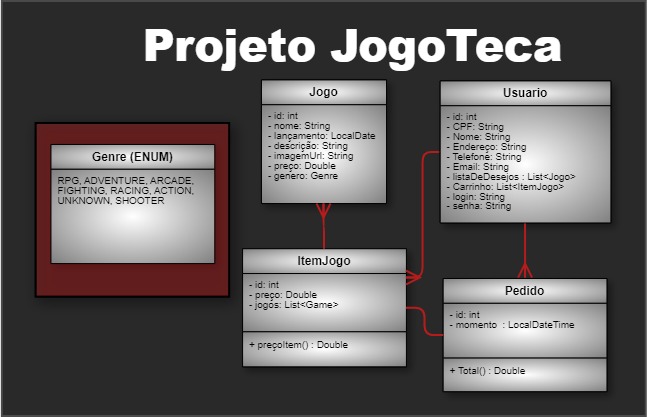 Projeto JogoTeca
Genre (ENUM)
RPG, ADVENTURE, ARCADE,
FIGHTING, RACING, ACTION,
UNKNOWN, SHOOTER
Jogo
- id: int
- nome: String
- lançamento: LocalDate
- descrição: String
- imagemUrl: String
- preço: Double
- genero: Genre
Usuario
- id: int
- CPF: String
- Nome: String
- Endereço: String
- Telefone: String
- Email: String
- listaDeDesejos : List<Jogo>
- Carrinho: List<ItemJogo>
- login: String
- senha: String
ItemJogo
- id: int
- preço: Double
- jogos: List<Game>
+ preçoItem() : Double
Pedido
- id: int
- momento : LocalDateTime
+ Total() : Double